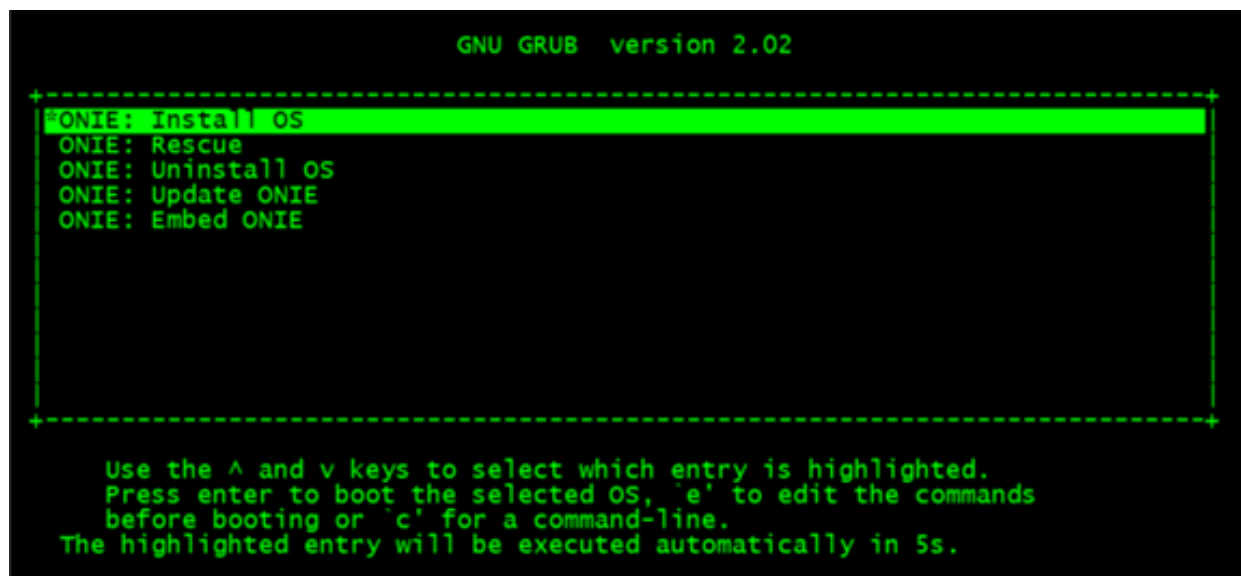 GNU GRUB version 2.02
*ONIE: Install OS
ONIE: Rescue
ONIE: Uninstall OS
ONIE: Update ONIE
ONIE: Embed ONIE
Use the ^ and v keys to select which entry is highlighted.
Press enter to boot the selected OS, `e' to edit the commands
before booting or `c' for a command-line.
The highlighted entry will be executed automatically in 5s.